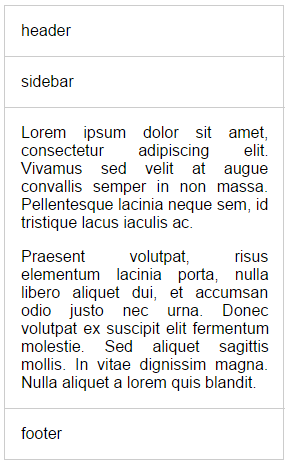 header
sidebar
Lorem ipsum dolor sit amet,
consectetur adipiscing elit.
Vivamus sed velit at augue
convallis semper in non massa.
Pellentesque lacinia neque sem, id
tristique lacus iaculis ac.
Praesent volutpat, risus
elementum lacinia porta, nulla
libero aliquet dui, et accumsan
odio justo nec urna. Donec
volutpat ex suscipit elit fermentum
molestie. Sed aliquet sagittis
mollis. In vitae dignissim magna.
Nulla aliquet a lorem quis blandit.
footer